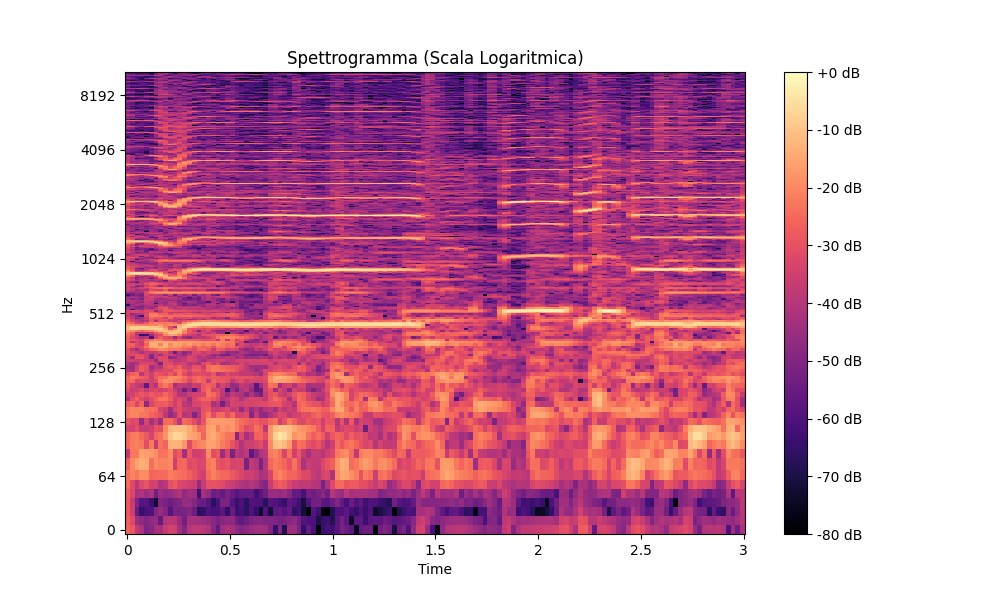 Spettrogramma (Scala Logaritmica)
Hz
8192
4096
2048
1024
512
256
128
64
0
0
0.5
1
1.5
2
2.5
3
Time
+0 dB
-10 dB
-20 dB
-30 dB
-40 dB
-50 dB
-60 dB
-70 dB
-80 dB